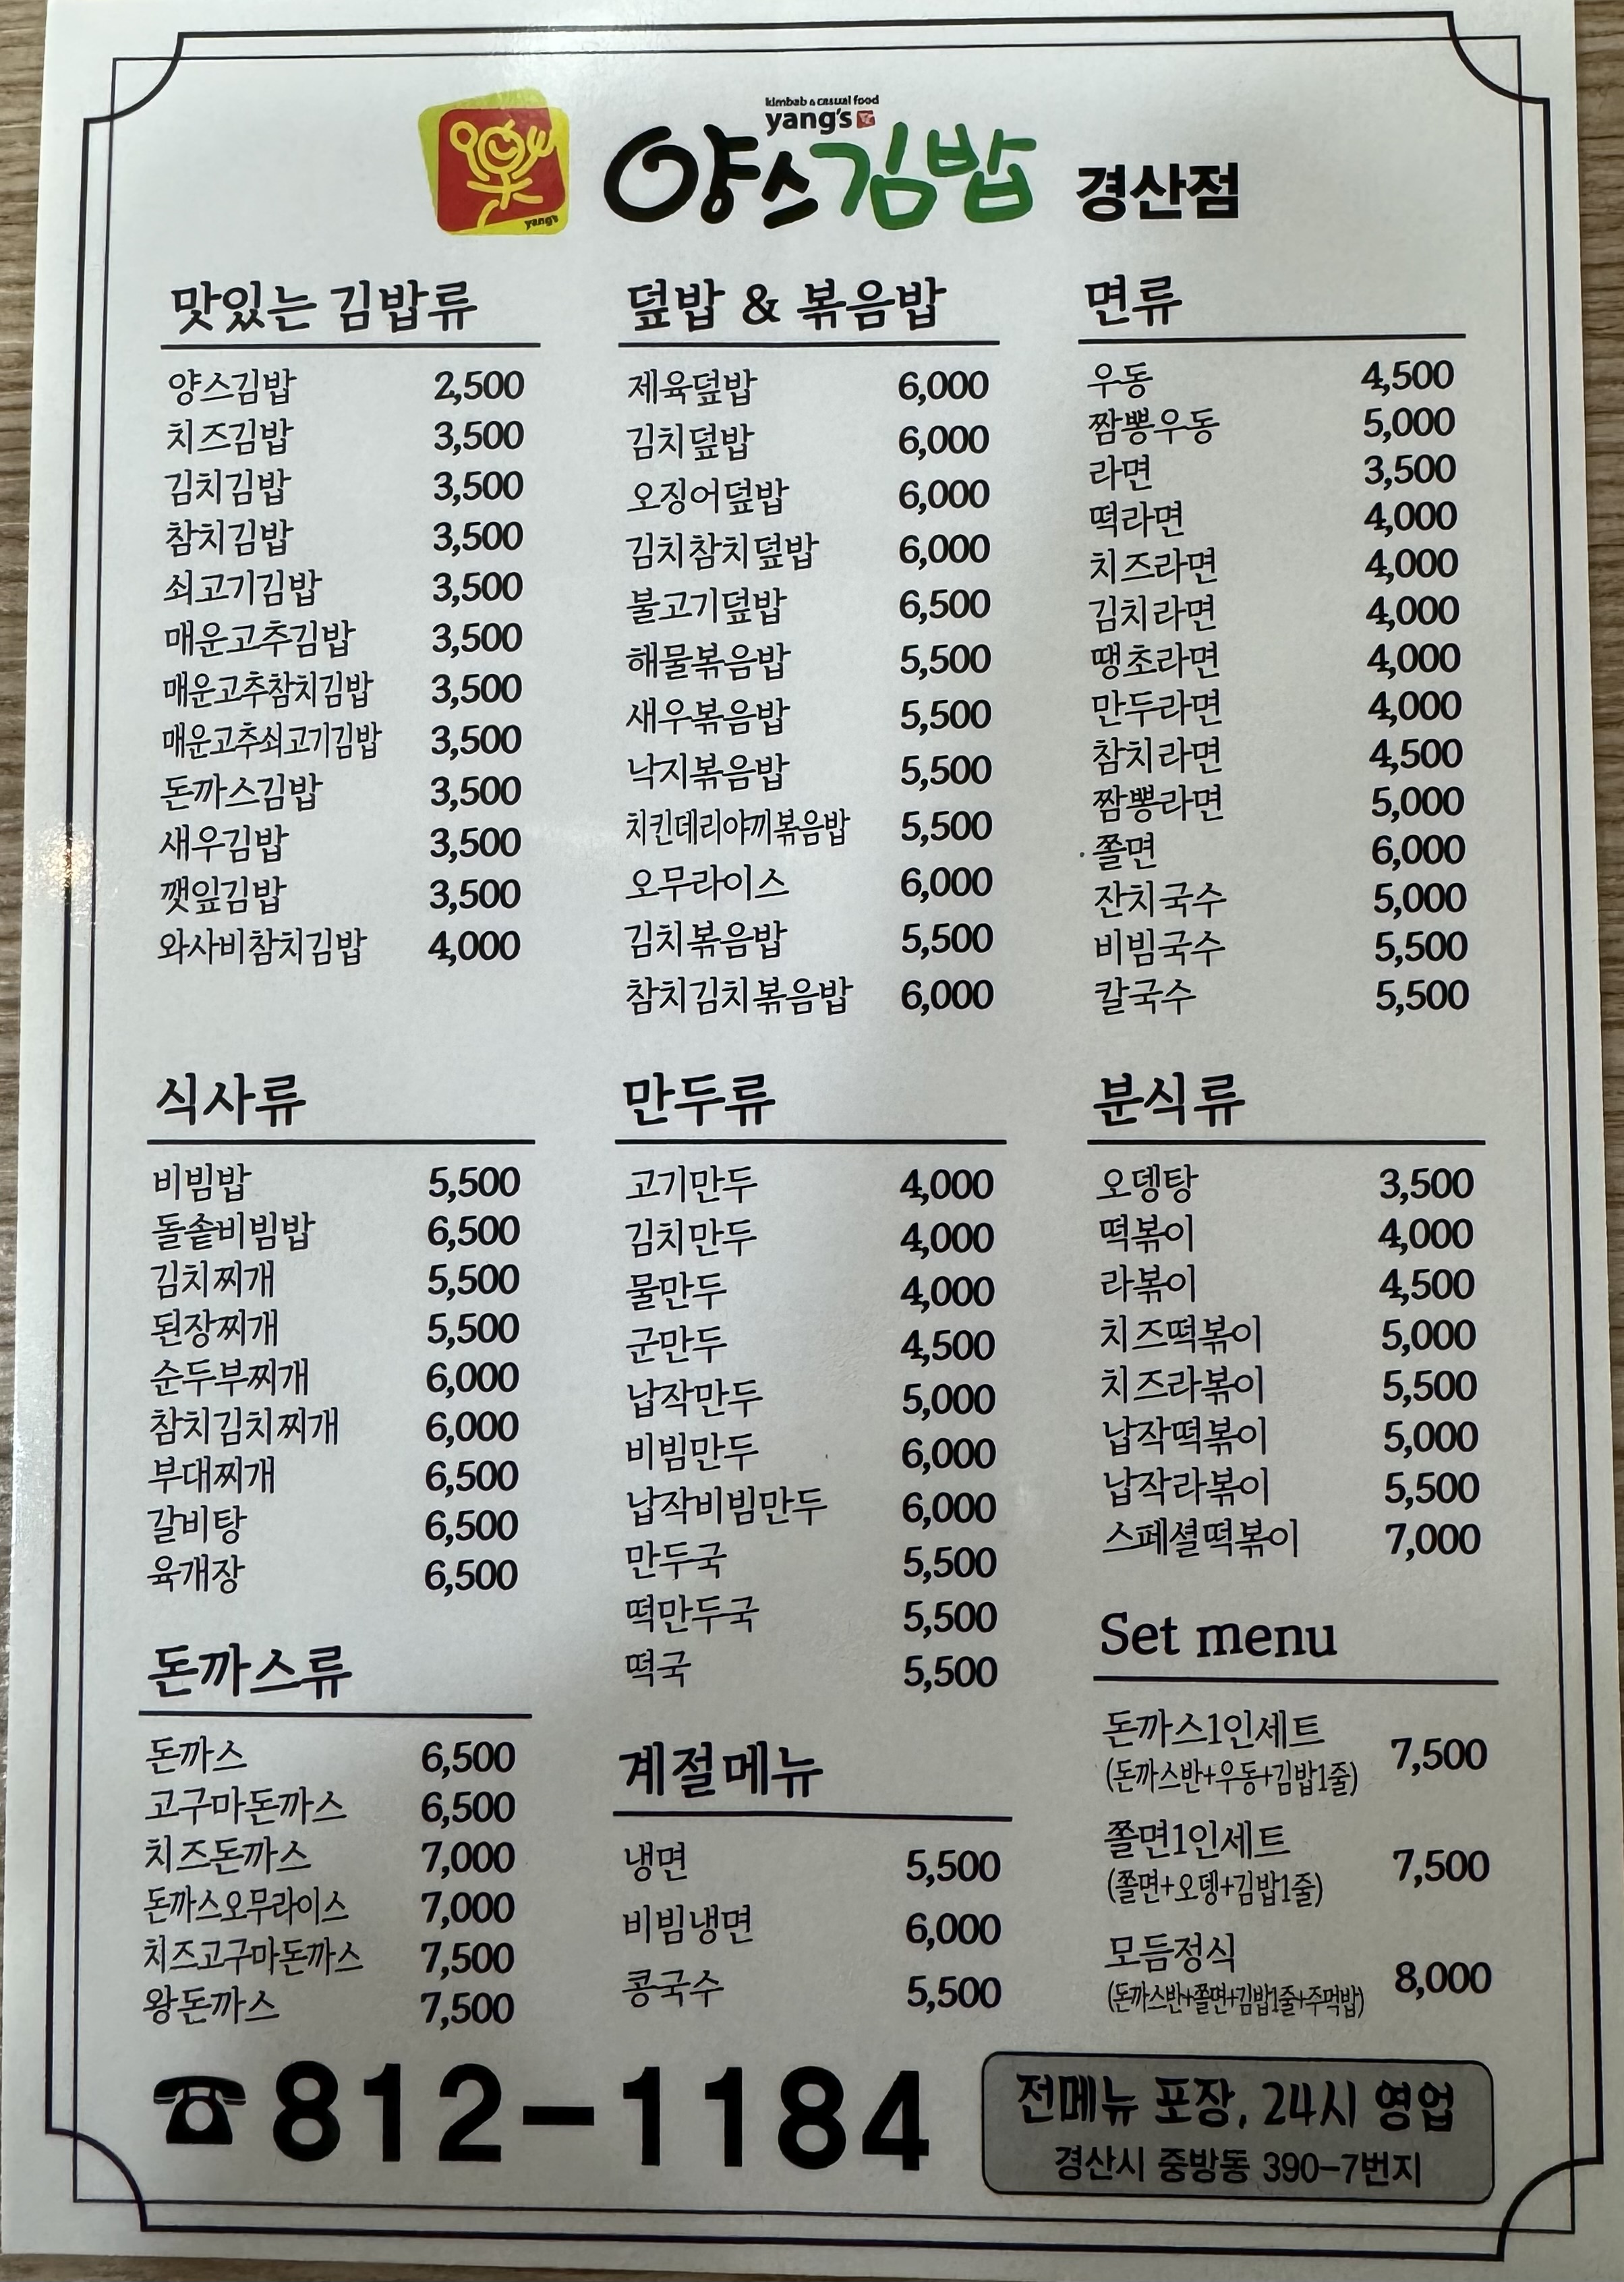 kimbab & casual food
yang's
양스김밥 경산점
yang's
맛있는 김밥류
양스김밥 2,500
치즈김밥 3,500
김치김밥 3,500
참치김밥 3,500
쇠고기김밥 3,500
매운고추김밥 3,500
매운고추참치김밥 3,500
매운고추쇠고기김밥 3,500
돈까스김밥 3,500
새우김밥 3,500
깻잎김밥 3,500
와사비참치김밥 4,000
덮밥 & 볶음밥
제육덮밥 6,000
김치덮밥 6,000
오징어덮밥 6,000
김치참치덮밥 6,000
불고기덮밥 6,500
해물볶음밥 5,500
새우볶음밥 5,500
낙지볶음밥 5,500
치킨데리야끼볶음밥 5,500
오무라이스 6,000
김치볶음밥 5,500
참치김치볶음밥 6,000
면류
우동 4,500
짬뽕우동 5,000
라면 3,500
떡라면 4,000
치즈라면 4,000
김치라면 4,000
땡초라면 4,000
만두라면 4,000
참치라면 4,500
짬뽕라면 5,000
쫄면 6,000
잔치국수 5,000
비빔국수 5,500
칼국수 5,500
식사류
비빔밥 5,500
돌솥비빔밥 6,500
김치찌개 5,500
된장찌개 5,500
순두부찌개 6,000
참치김치찌개 6,000
부대찌개 6,500
갈비탕 6,500
육개장 6,500
돈까스류
돈까스 6,500
고구마돈까스 6,500
치즈돈까스 7,000
돈까스오무라이스 7,000
치즈고구마돈까스 7,500
왕돈까스 7,500
만두류
고기만두 4,000
김치만두 4,000
물만두 4,000
군만두 4,500
납작만두 5,000
비빔만두 6,000
납작비빔만두 6,000
만두국 5,500
떡만두국 5,500
떡국 5,500
계절메뉴
냉면 5,500
비빔냉면 6,000
콩국수 5,500
분식류
오뎅탕 3,500
떡볶이 4,000
라볶이 4,500
치즈떡볶이 5,000
치즈라볶이 5,500
납작떡볶이 5,000
납작라볶이 5,500
스페셜떡볶이 7,000
Set menu
돈까스1인세트 7,500
(돈까스반+우동+김밥1줄)
쫄면1인세트 7,500
(쫄면+오뎅+김밥1줄)
모듬정식 8,000
(돈까스반+쫄면+김밥1줄+주먹밥)
☎812-1184
전메뉴 포장, 24시 영업
경산시 중방동 390-7번지